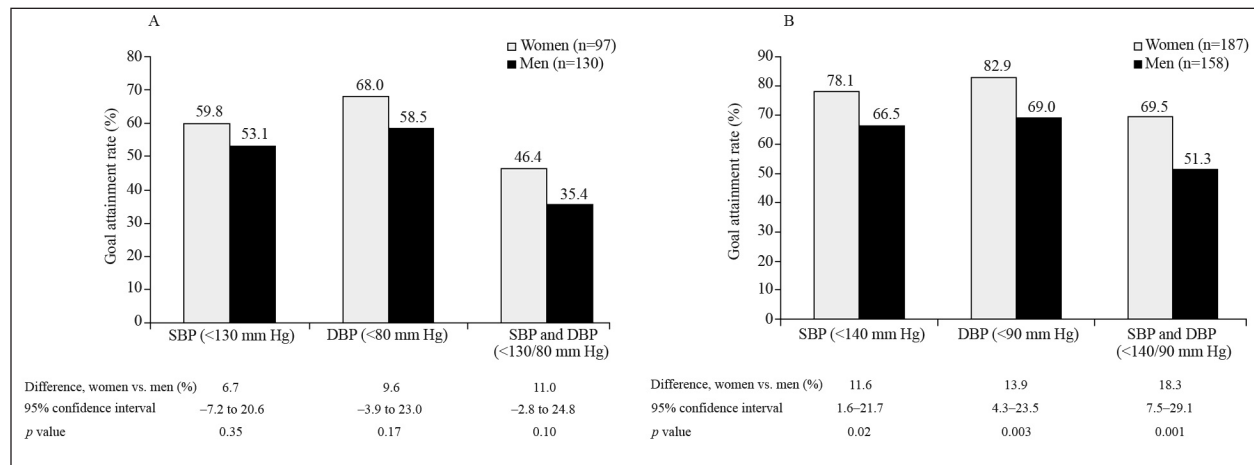 A
Women (n=97)
Men (n=130)
Goal attainment rate (%)
80
70
60
50
40
30
20
10
0
59.8
53.1
68.0
58.5
46.4
35.4
SBP (<130 mm Hg)
DBP (<80 mm Hg)
SBP and DBP
(<130/80 mm Hg)
Difference, women vs. men (%) 6.7 9.6 11.0
95% confidence interval –7.2 to 20.6 –3.9 to 23.0 –2.8 to 24.8
p value 0.35 0.17 0.10
B
Women (n=187)
Men (n=158)
Goal attainment rate (%)
90
80
70
60
50
40
30
20
10
0
78.1
66.5
82.9
69.0
69.5
51.3
SBP (<140 mm Hg)
DBP (<90 mm Hg)
SBP and DBP
(<140/90 mm Hg)
Difference, women vs. men (%) 11.6 13.9 18.3
95% confidence interval 1.6–21.7 4.3–23.5 7.5–29.1
p value 0.02 0.003 0.001